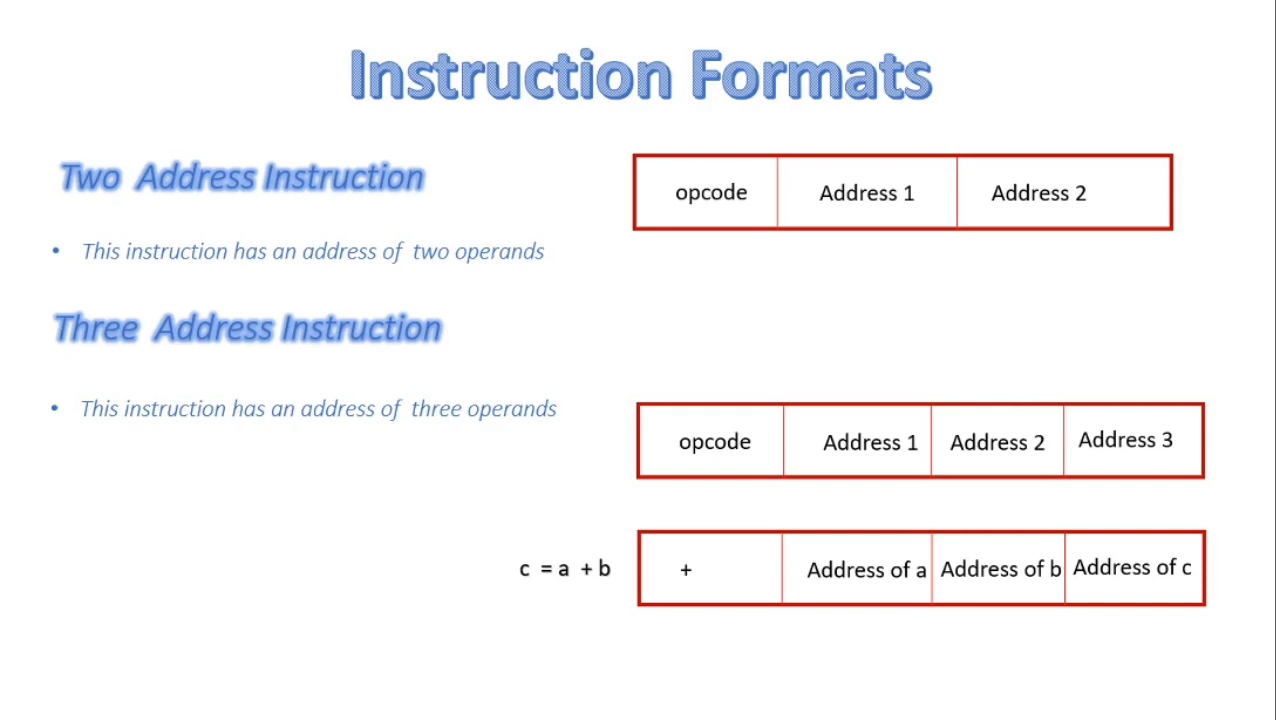 Instruction Formats
Two Address Instruction
opcode Address 1 Address 2
• This instruction has an address of two operands
Three Address Instruction
• This instruction has an address of three operands
opcode Address 1 Address 2 Address 3
c = a + b + Address of a Address of b Address of c